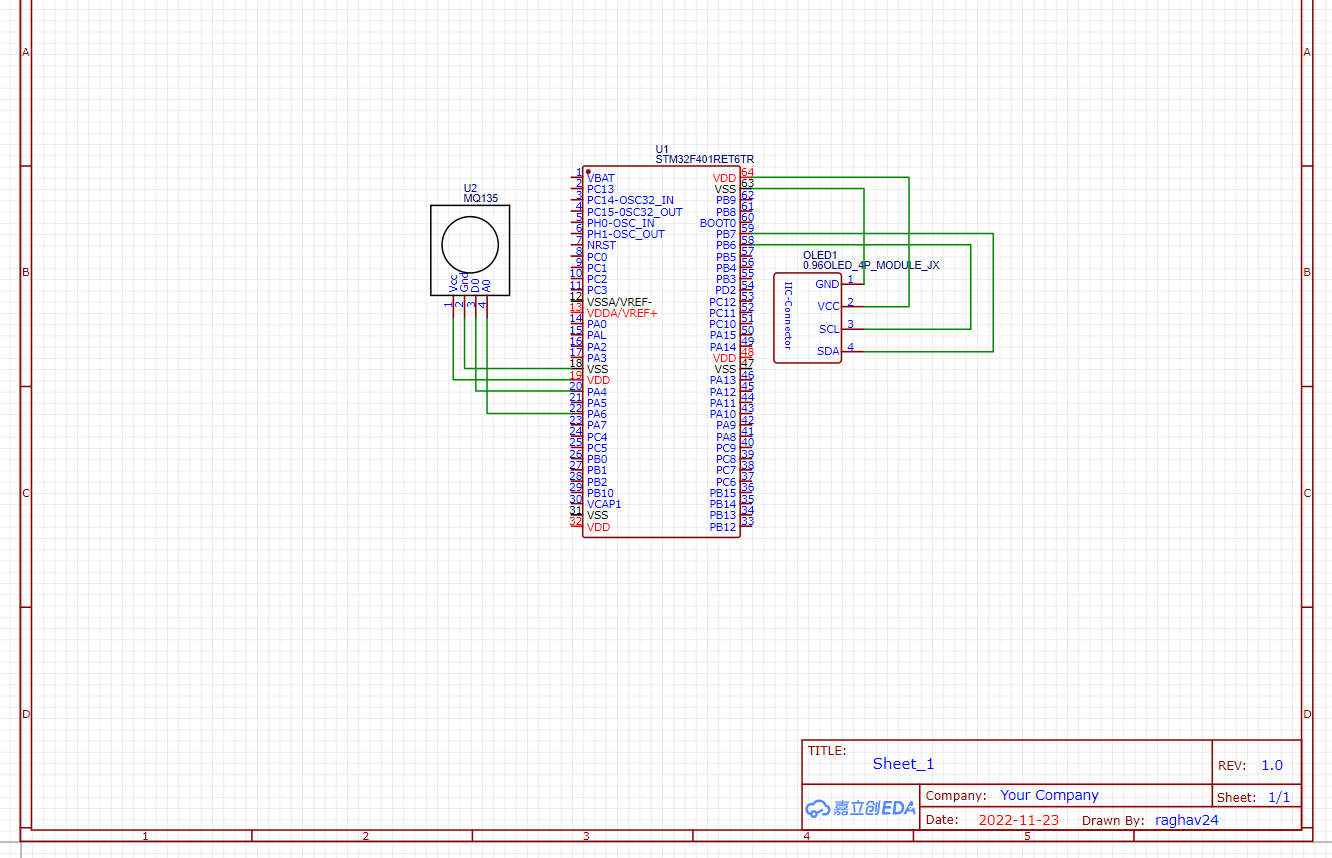 A
A
B
B
C
C
D
D
U1
STM32F401RET6TR
1
VBAT
2
PC13
3
PC14-OSC32_IN
4
PC15-0SC32_OUT
5
PH0-OSC_IN
6
PH1-OSC_OUT
7
NRST
8
PC0
9
PC1
10
PC2
11
PC3
12
VSSA/VREF-
13
VDDA/VREF+
14
PA0
15
PAL
16
PA2
17
PA3
18
VSS
19
VDD
20
PA4
21
PA5
22
PA6
23
PA7
24
PC4
25
PC5
26
PB0
27
PB1
28
PB2
29
PB10
30
VCAP1
31
VSS
32
VDD
VDD
64
VSS
63
PB9
62
PB8
61
BOOT0
60
PB7
59
PB6
58
PB5
57
PB4
56
PB3
55
PD2
54
PC12
53
PC11
52
PC10
51
PA15
50
PA14
49
VDD
48
VSS
47
PA13
46
PA12
45
PA11
44
PA10
43
PA9
42
PA8
41
PC9
40
PC8
39
PC7
38
PC6
37
PB15
36
PB14
35
PB13
34
PB12
33
U2
MQ135
Vcc
Gnd
D0
A0
1
2
3
4
OLED1
0.96OLED_4P_MODULE_JX
IIC-Connector
GND 1
VCC 2
SCL 3
SDA 4
TITLE:
Sheet_1
REV: 1.0
嘉立创EDA
Company: Your Company
Sheet: 1/1
Date: 2022-11-23 Drawn By: raghav24
1 2 3 4 5